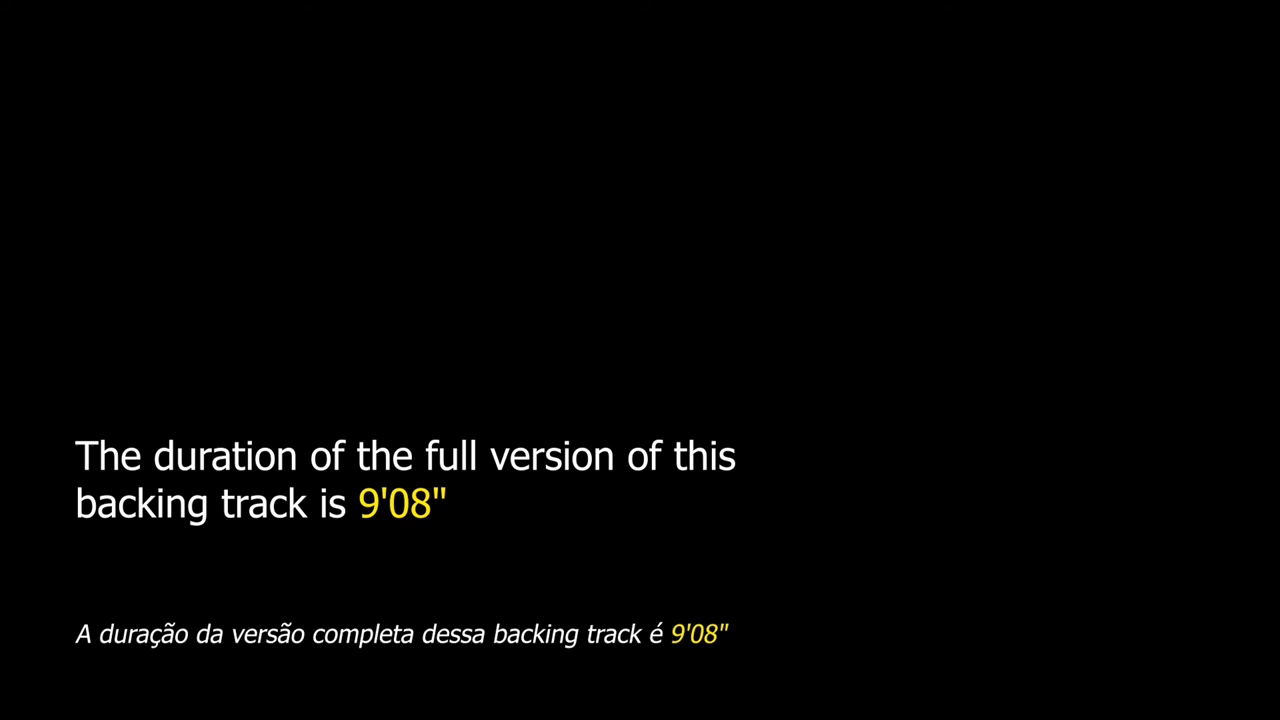 The duration of the full version of this
backing track is 9'08"
A duração da versão completa dessa backing track é 9'08"